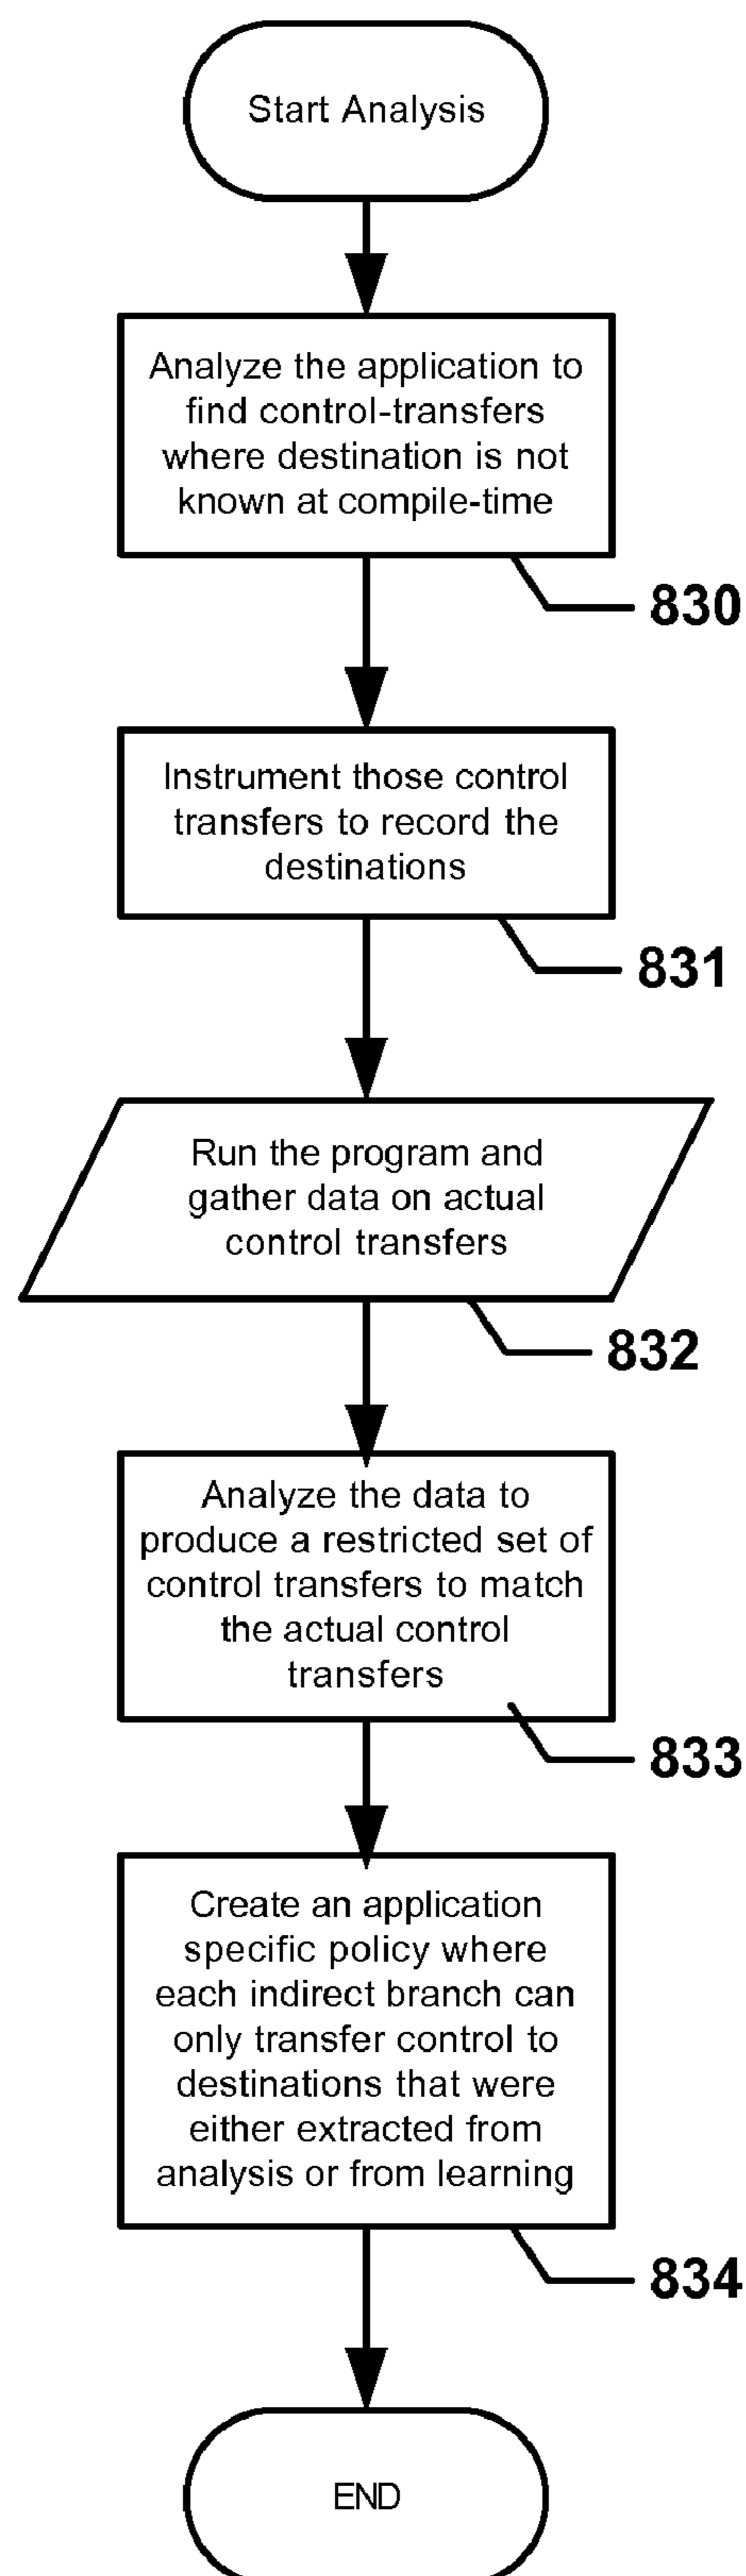 Start Analysis
Analyze the application to
find control-transfers
where destination is not
known at compile-time
830
Instrument those control
transfers to record the
destinations
831
Run the program and
gather data on actual
control transfers
832
Analyze the data to
produce a restricted set of
control transfers to match
the actual control
transfers
833
Create an application
specific policy where
each indirect branch can
only transfer control to
destinations that were
either extracted from
analysis or from learning
834
END